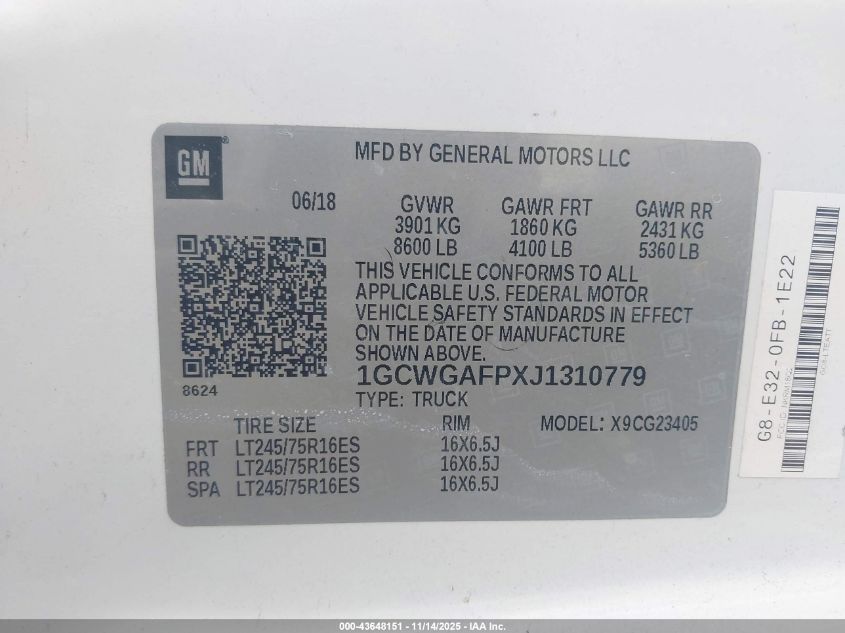 GM
MFD BY GENERAL MOTORS LLC
06/18
GVWR GAWR FRT GAWR RR
3901 KG 1860 KG 2431 KG
8600 LB 4100 LB 5360 LB
THIS VEHICLE CONFORMS TO ALL
APPLICABLE U.S. FEDERAL MOTOR
VEHICLE SAFETY STANDARDS IN EFFECT
ON THE DATE OF MANUFACTURE
SHOWN ABOVE.
8624
1GCWGAFPXJ1310779
TYPE: TRUCK
TIRE SIZE RIM MODEL: X9CG23405
FRT LT245/75R16ES 16X6.5J
RR LT245/75R16ES 16X6.5J
SPA LT245/75R16ES 16X6.5J
G8-E32-0FB-1E22
FCC ID:
000-43648151 - 11/14/2025 - IAA Inc.